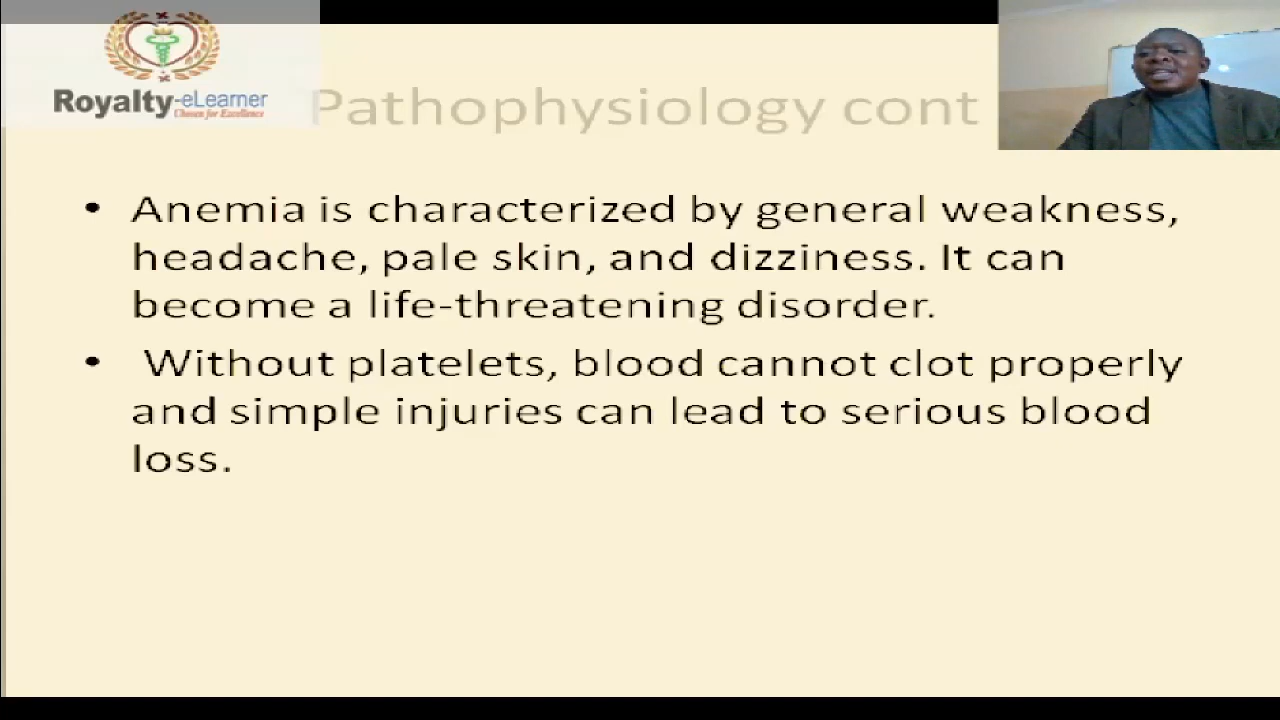 Royalty-eLearner
Chosen for Excellence
Pathophysiology cont
• Anemia is characterized by general weakness,
headache, pale skin, and dizziness. It can
become a life-threatening disorder.
• Without platelets, blood cannot clot properly
and simple injuries can lead to serious blood
loss.